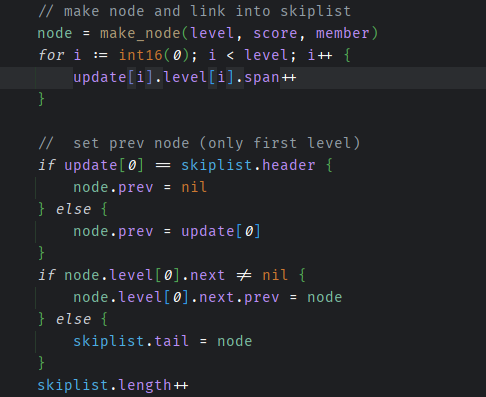 // make node and link into skiplist
node = make_node(level, score, member)
for i := int16(0); i < level; i++ {
    update[i].level[i].span++
}

//  set prev node (only first level)
if update[0] == skiplist.header {
    node.prev = nil
} else {
    node.prev = update[0]
}
if node.level[0].next != nil {
    node.level[0].next.prev = node
} else {
    skiplist.tail = node
}
skiplist.length++